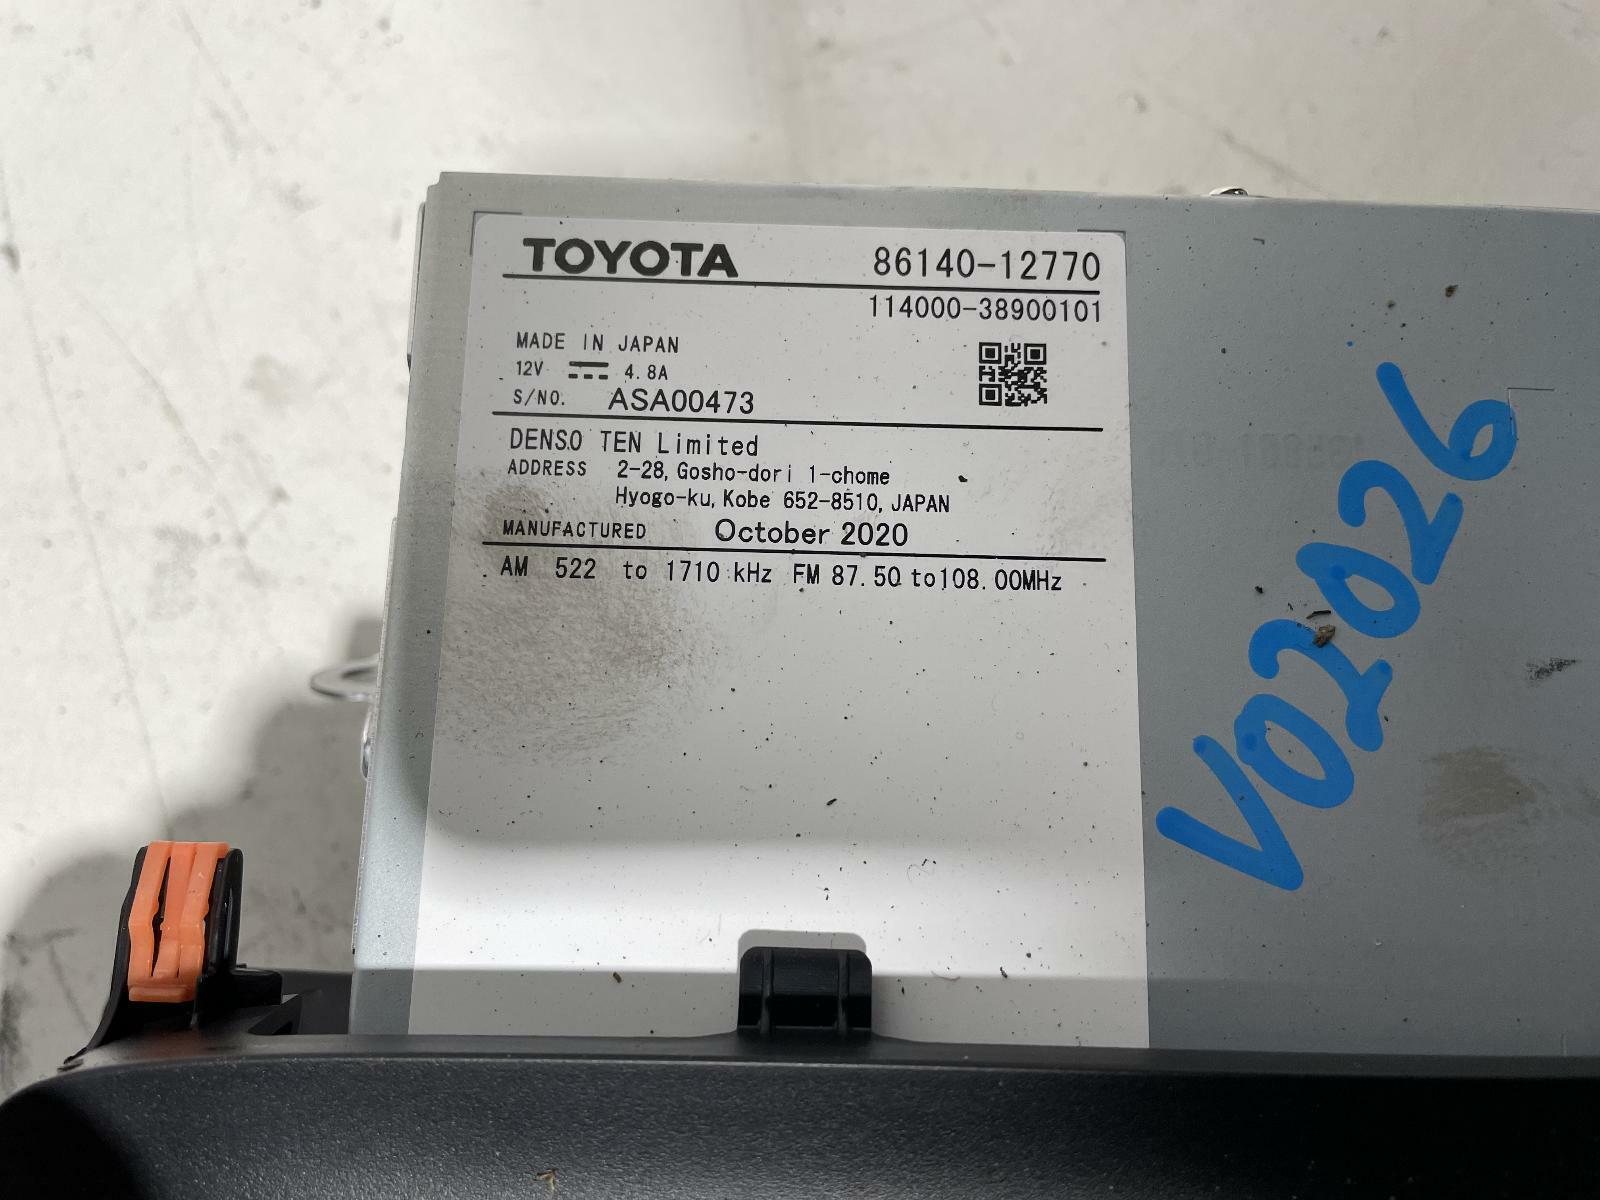 TOYOTA 86140-12770
114000-38900101
MADE IN JAPAN
12V 4.8A
S/NO. ASA00473
DENSO TEN Limited
ADDRESS 2-28, Gosho-dori 1-chome
Hyogo-ku, Kobe 652-8510, JAPAN
MANUFACTURED October 2020
AM 522 to 1710 kHz FM 87.50 to 108.00MHz
V02026